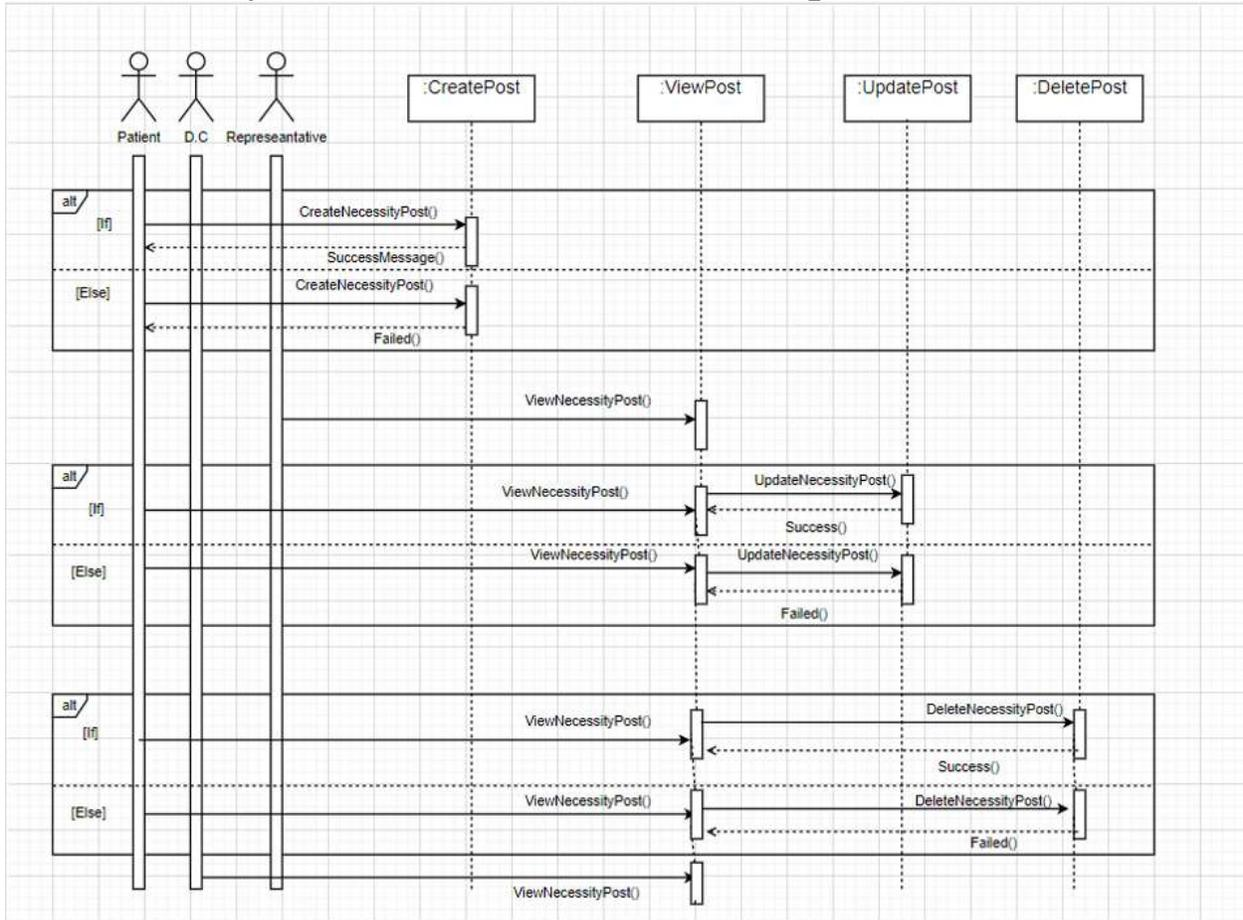 :CreatePost
:ViewPost
:UpdatePost
:DeletePost
Patient
D.C
Represeantative
alt
[If]
CreateNecessityPost()
SuccessMessage()
[Else]
CreateNecessityPost()
Failed()
ViewNecessityPost()
alt
[If]
ViewNecessityPost()
UpdateNecessityPost()
Success()
[Else]
ViewNecessityPost()
UpdateNecessityPost()
Failed()
alt
[If]
ViewNecessityPost()
DeleteNecessityPost()
Success()
[Else]
ViewNecessityPost()
DeleteNecessityPost()
Failed()
ViewNecessityPost()